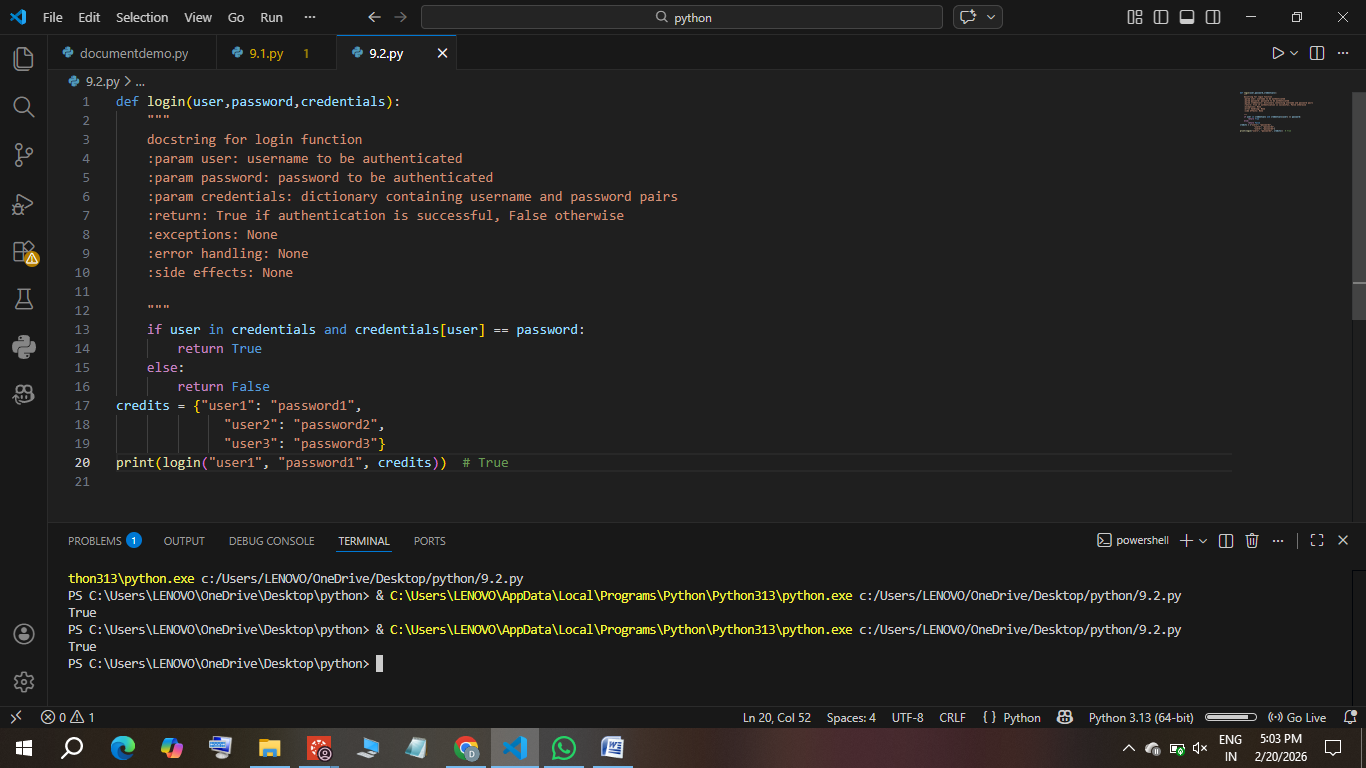 File Edit Selection View Go Run ··· python
documentdemo.py 9.1.py 1 9.2.py
9.2.py > ...
1 def login(user,password,credentials):
2 """
3 docstring for login function
4 :param user: username to be authenticated
5 :param password: password to be authenticated
6 :param credentials: dictionary containing username and password pairs
7 :return: True if authentication is successful, False otherwise
8 :exceptions: None
9 :error handling: None
10 :side effects: None
11
12 """
13 if user in credentials and credentials[user] == password:
14 return True
15 else:
16 return False
17 credits = {"user1": "password1",
18 "user2": "password2",
19 "user3": "password3"}
20 print(login("user1", "password1", credits)) # True
21
PROBLEMS 1 OUTPUT DEBUG CONSOLE TERMINAL PORTS powershell
thon313\python.exe c:/Users/LENOVO/OneDrive/Desktop/python/9.2.py
PS C:\Users\LENOVO\OneDrive\Desktop\python> & C:\Users\LENOVO\AppData\Local\Programs\Python\Python313\python.exe c:/Users/LENOVO/OneDrive/Desktop/python/9.2.py
True
PS C:\Users\LENOVO\OneDrive\Desktop\python> & C:\Users\LENOVO\AppData\Local\Programs\Python\Python313\python.exe c:/Users/LENOVO/OneDrive/Desktop/python/9.2.py
True
PS C:\Users\LENOVO\OneDrive\Desktop\python>
0 1 Ln 20, Col 52 Spaces: 4 UTF-8 CRLF {} Python Python 3.13 (64-bit) Go Live
ENG 5:03 PM
IN 2/20/2026